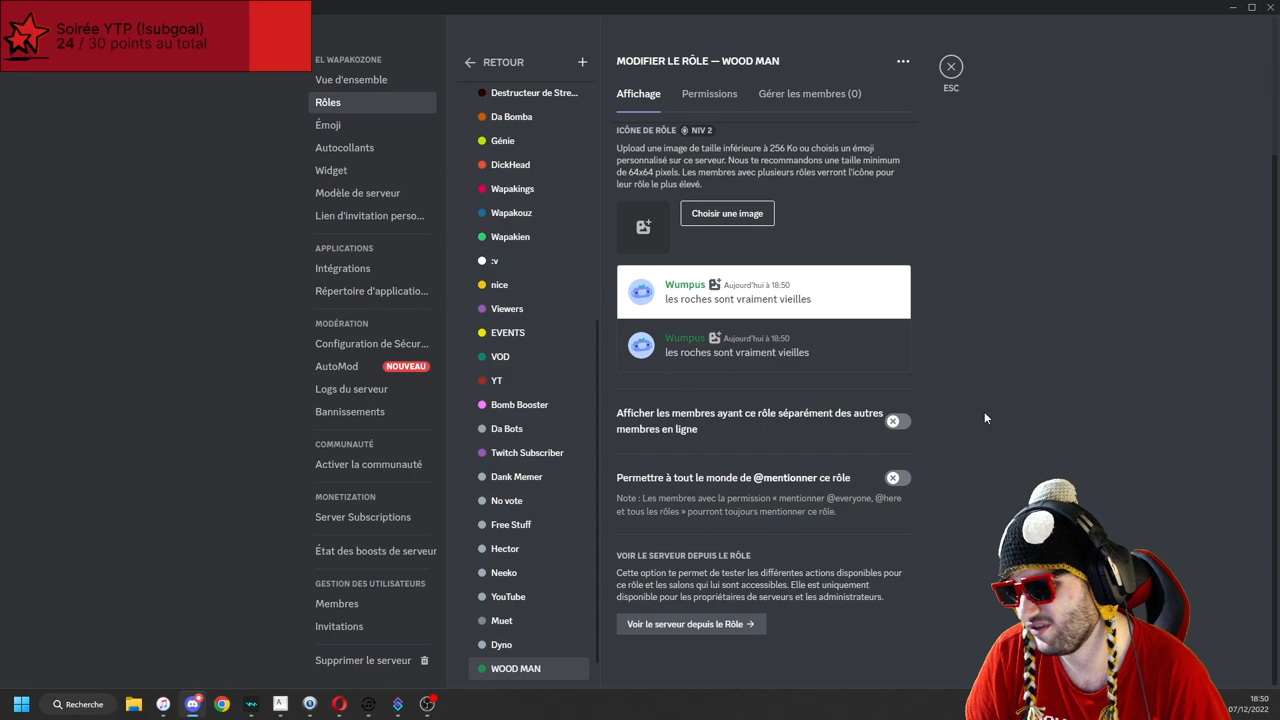 Soirée YTP (!subgoal)
24 / 30 points au total
EL WAPAKOZONE
Vue d'ensemble
Rôles
Émoji
Autocollants
Widget
Modèle de serveur
Lien d'invitation perso...
APPLICATIONS
Intégrations
Répertoire d'applicatio...
MODÉRATION
Configuration de Sécur...
AutoMod NOUVEAU
Logs du serveur
Bannissements
COMMUNAUTÉ
Activer la communauté
MONETIZATION
Server Subscriptions
État des boosts de serveur
GESTION DES UTILISATEURS
Membres
Invitations
Supprimer le serveur
RETOUR
Destructeur de Stre...
Da Bomba
Génie
DickHead
Wapakings
Wapakouz
Wapakien
:v
nice
Viewers
EVENTS
VOD
YT
Bomb Booster
Da Bots
Twitch Subscriber
Dank Memer
No vote
Free Stuff
Hector
Neeko
YouTube
Muet
Dyno
WOOD MAN
MODIFIER LE RÔLE — WOOD MAN
Affichage Permissions Gérer les membres (0)
ESC
ICÔNE DE RÔLE NIV 2
Upload une image de taille inférieure à 256 Ko ou choisis un émoji
personnalisé sur ce serveur. Nous te recommandons une taille minimum
de 64x64 pixels. Les membres avec plusieurs rôles verront l'icône pour
leur rôle le plus élevé.
Choisir une image
Wumpus Aujourd'hui à 18:50
les roches sont vraiment vieilles
Wumpus Aujourd'hui à 18:50
les roches sont vraiment vieilles
Afficher les membres ayant ce rôle séparément des autres
membres en ligne
Permettre à tout le monde de @mentionner ce rôle
Note : Les membres avec la permission « mentionner @everyone, @here
et tous les rôles » pourront toujours mentionner ce rôle.
VOIR LE SERVEUR DEPUIS LE RÔLE
Cette option te permet de tester les différentes actions disponibles pour
ce rôle et les salons qui lui sont accessibles. Elle est uniquement
disponible pour les propriétaires de serveurs et les administrateurs.
Voir le serveur depuis le Rôle
Recherche
18:50
07/12/2022